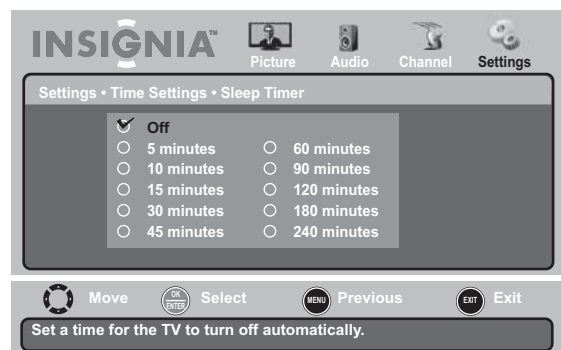 INSIGNIA™
Picture Audio Channel Settings
Settings • Time Settings • Sleep Timer
Off
5 minutes
10 minutes
15 minutes
30 minutes
45 minutes
60 minutes
90 minutes
120 minutes
180 minutes
240 minutes
Move OK ENTER Select MENU Previous EXIT Exit
Set a time for the TV to turn off automatically.